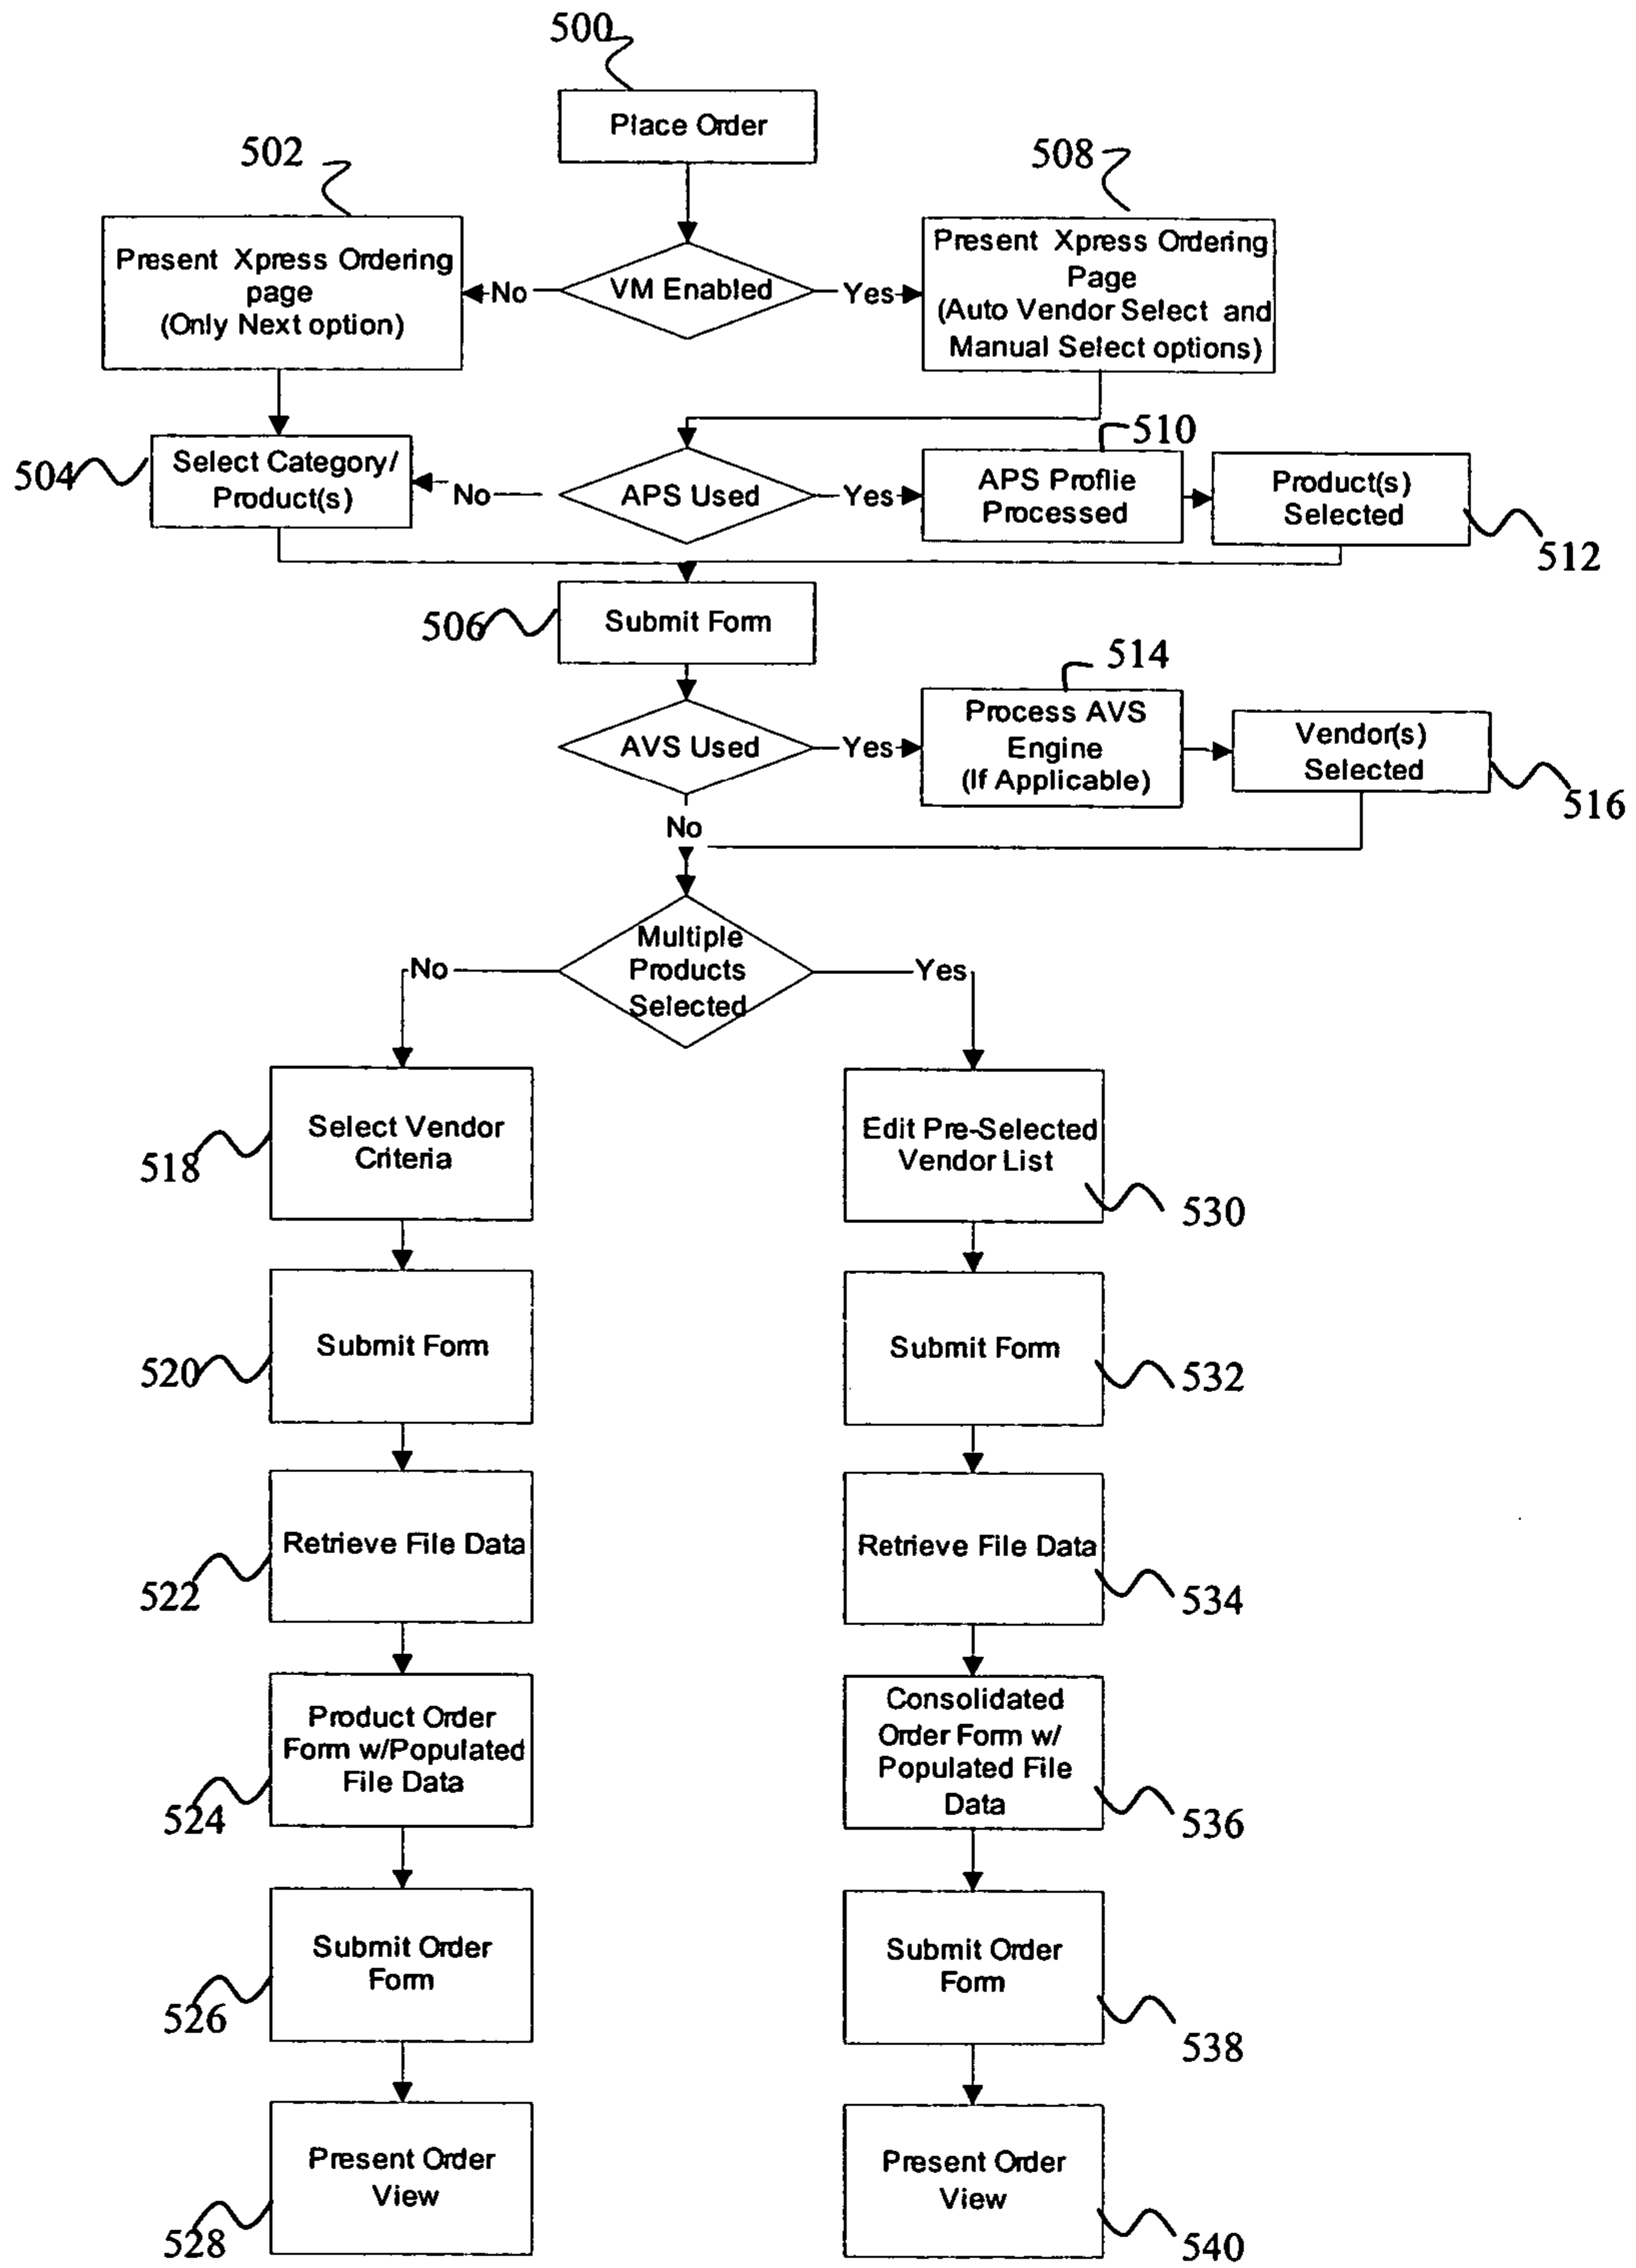 500
Place Order
502
508
Present Xpress Ordering
page
(Only Next option)
No
VM Enabled
Yes
Present Xpress Ordering
Page
(Auto Vendor Select and
Manual Select options)
504
Select Category/
Product(s)
No
APS Used
Yes
510
APS Proflie
Processed
Product(s)
Selected
512
506
Submit Form
514
AVS Used
Yes
Process AVS
Engine
(If Applicable)
Vendor(s)
Selected
516
No
Multiple
Products
Selected
No
Yes
518
Select Vendor
Criteria
Edit Pre-Selected
Vendor List
530
520
Submit Form
Submit Form
532
522
Retrieve File Data
Retrieve File Data
534
524
Product Order
Form w/Populated
File Data
Consolidated
Order Form w/
Populated File
Data
536
526
Submit Order
Form
Submit Order
Form
538
528
Present Order
View
Present Order
View
540